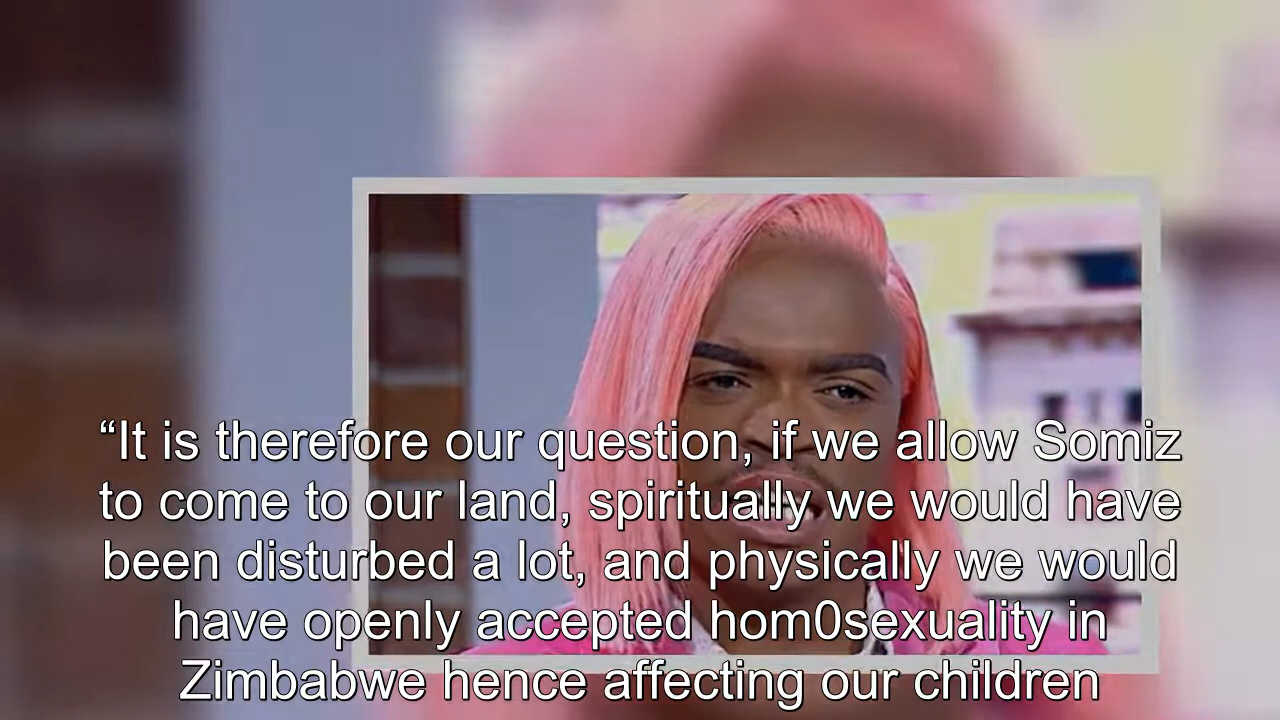 “It is therefore our question, if we allow Somiz
to come to our land, spiritually we would have
been disturbed a lot, and physically we would
have openly accepted hom0sexuality in
Zimbabwe hence affecting our children